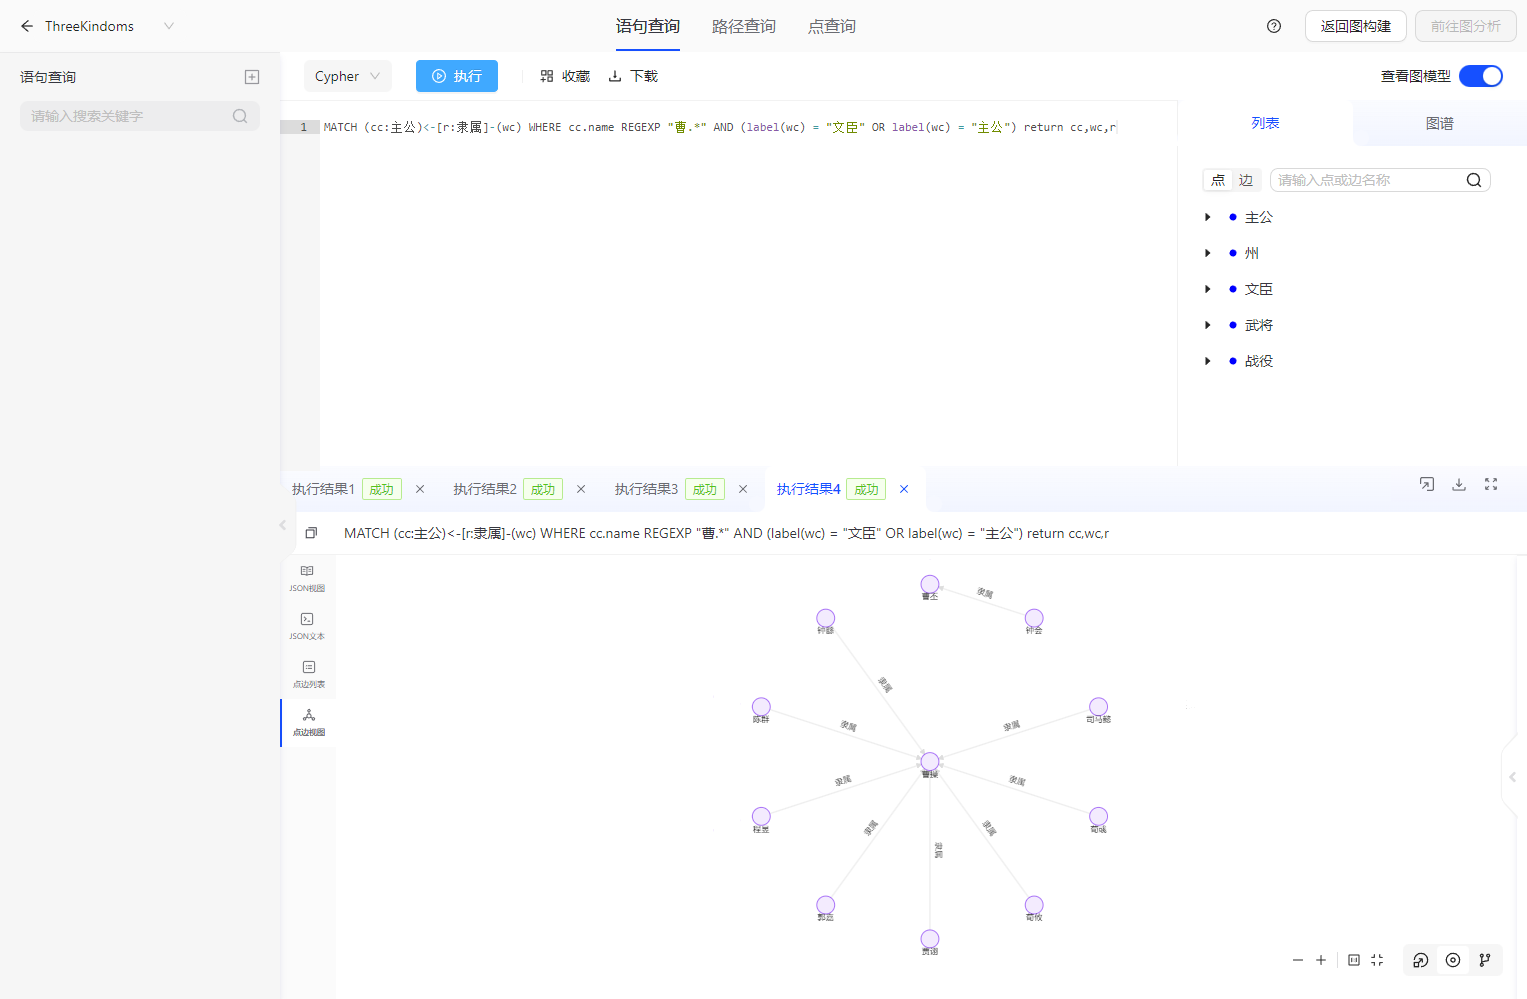 ThreeKindoms
语句查询 路径查询 点查询
返回图构建 前往图分析
语句查询
请输入搜索关键字
Cypher 执行 收藏 下载 查看图模型
1 MATCH (cc:主公)<-[r:隶属]-(wc) WHERE cc.name REGEXP "曹.*" AND (label(wc) = "文臣" OR label(wc) = "主公") return cc,wc,r
列表 图谱
点 边 请输入点或边名称
主公
州
文臣
武将
战役
执行结果1 成功 执行结果2 成功 执行结果3 成功 执行结果4 成功
MATCH (cc:主公)<-[r:隶属]-(wc) WHERE cc.name REGEXP "曹.*" AND (label(wc) = "文臣" OR label(wc) = "主公") return cc,wc,r
JSON视图
JSON文本
点边列表
点边视图
隶属
曹丕
钟繇 钟会
隶属
陈群 司马懿
隶属 隶属
曹操
隶属 隶属
程昱 荀彧
隶属 隶属
隶属
郭嘉 荀攸
贾诩